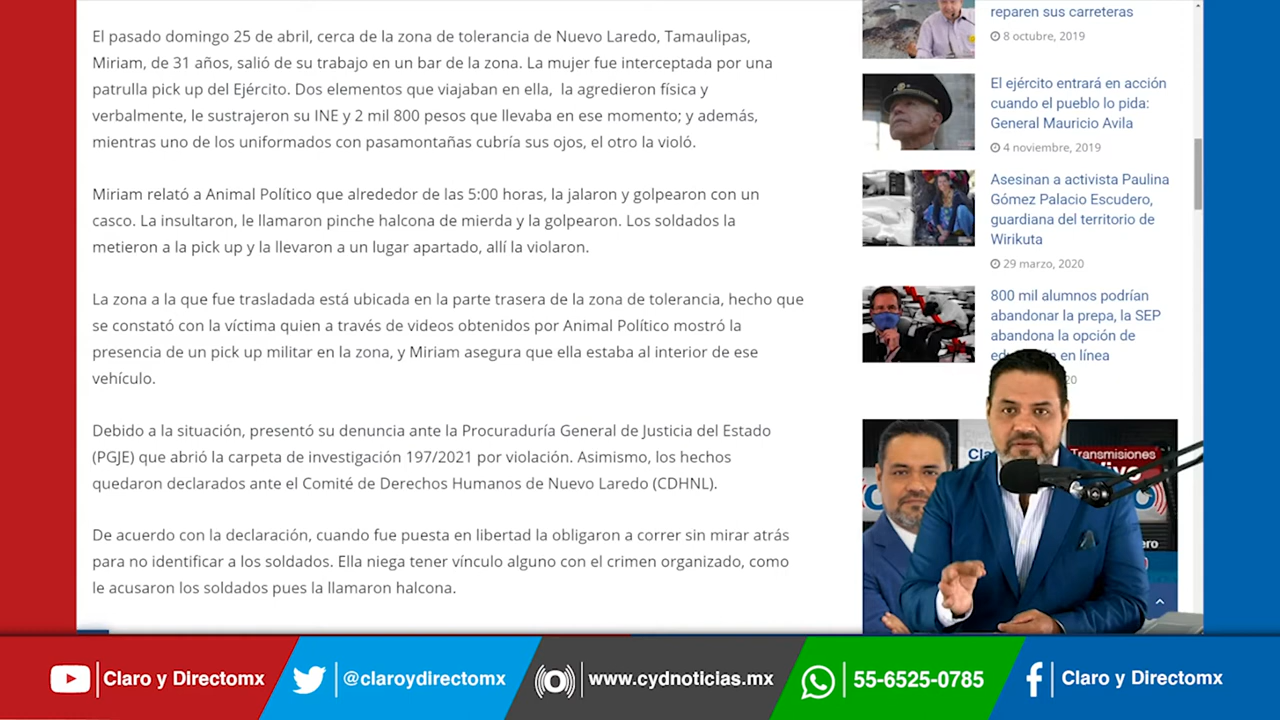 El pasado domingo 25 de abril, cerca de la zona de tolerancia de Nuevo Laredo, Tamaulipas,
Miriam, de 31 años, salió de su trabajo en un bar de la zona. La mujer fue interceptada por una
patrulla pick up del Ejército. Dos elementos que viajaban en ella,  la agredieron física y
verbalmente, le sustrajeron su INE y 2 mil 800 pesos que llevaba en ese momento; y además,
mientras uno de los uniformados con pasamontañas cubría sus ojos, el otro la violó.
Miriam relató a Animal Político que alrededor de las 5:00 horas, la jalaron y golpearon con un
casco. La insultaron, le llamaron pinche halcona de mierda y la golpearon. Los soldados la
metieron a la pick up y la llevaron a un lugar apartado, allí la violaron.
La zona a la que fue trasladada está ubicada en la parte trasera de la zona de tolerancia, hecho que
se constató con la víctima quien a través de videos obtenidos por Animal Político mostró la
presencia de un pick up militar en la zona, y Miriam asegura que ella estaba al interior de ese
vehículo.
Debido a la situación, presentó su denuncia ante la Procuraduría General de Justicia del Estado
(PGJE) que abrió la carpeta de investigación 197/2021 por violación. Asimismo, los hechos
quedaron declarados ante el Comité de Derechos Humanos de Nuevo Laredo (CDHNL).
De acuerdo con la declaración, cuando fue puesta en libertad la obligaron a correr sin mirar atrás
para no identificar a los soldados. Ella niega tener vínculo alguno con el crimen organizado, como
le acusaron los soldados pues la llamaron halcona.
reparen sus carreteras
8 octubre, 2019
El ejército entrará en acción
cuando el pueblo lo pida:
General Mauricio Avila
4 noviembre, 2019
Asesinan a activista Paulina
Gómez Palacio Escudero,
guardiana del territorio de
Wirikuta
29 marzo, 2020
800 mil alumnos podrían
abandonar la prepa, la SEP
abandona la opción de
en línea
20
Transmisiones
Claro y Directomx
@claroydirectomx
www.cydnoticias.mx
55-6525-0785
Claro y Directomx